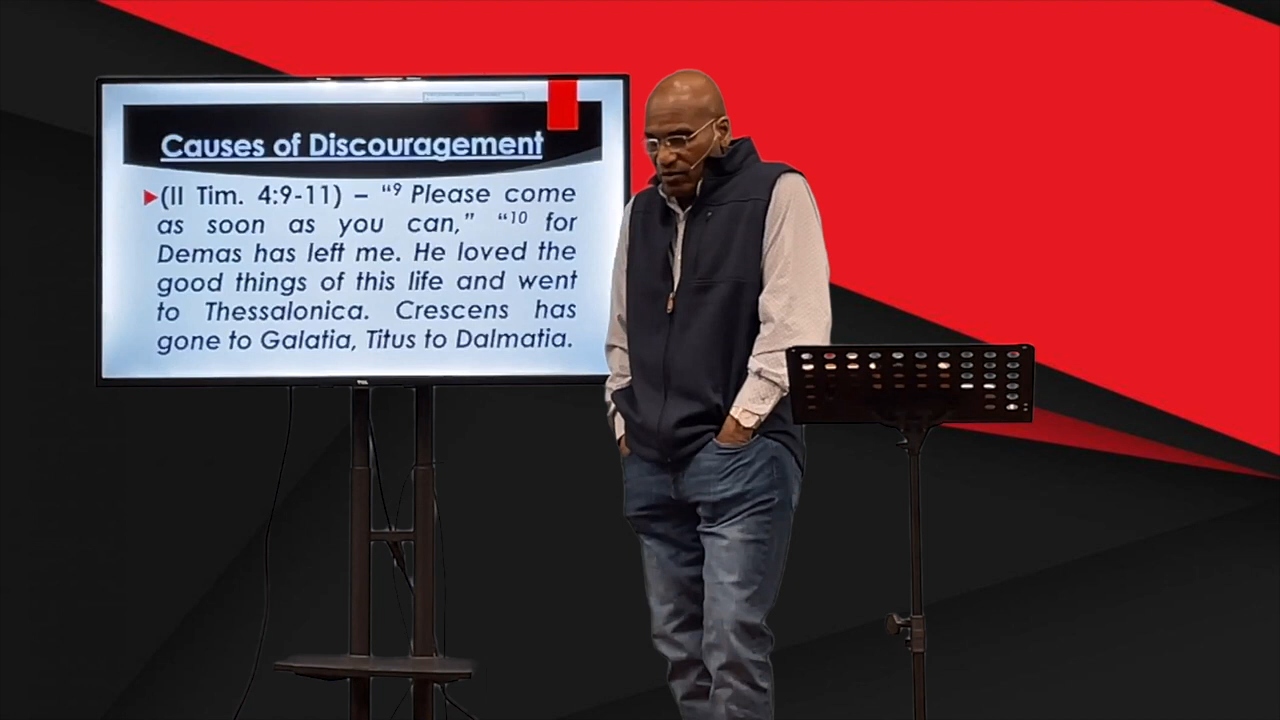 Causes of Discouragement
(II Tim. 4:9-11) – “⁹ Please come
as soon as you can,” “¹⁰ for
Demas has left me. He loved the
good things of this life and went
to Thessalonica. Crescens has
gone to Galatia, Titus to Dalmatia.
TCL